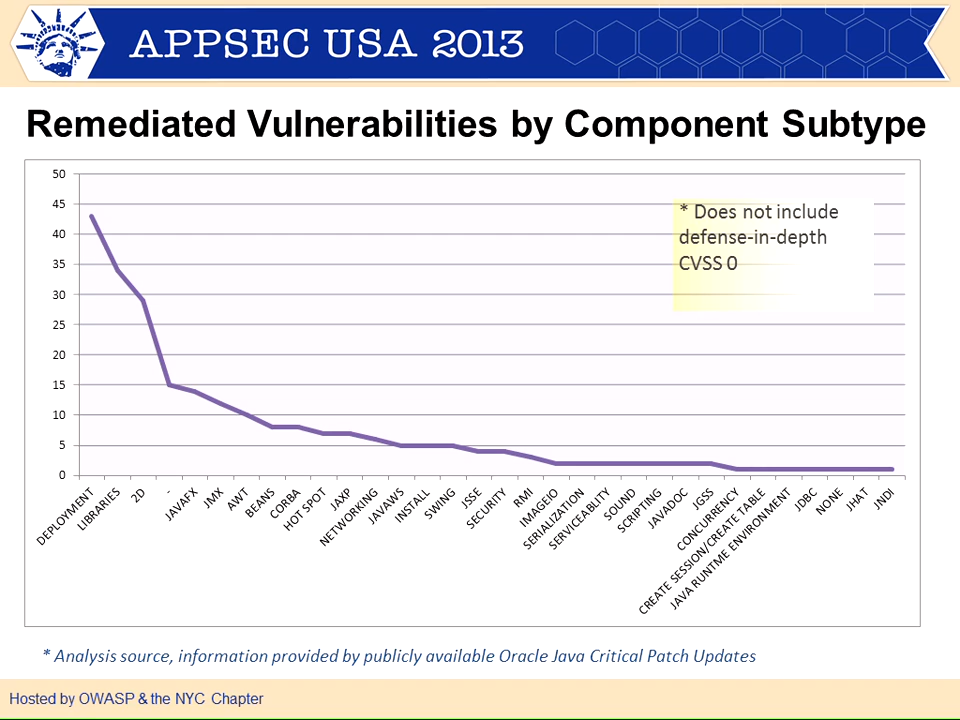 APPSEC USA 2013
Remediated Vulnerabilities by Component Subtype
50
45
40
35
30
25
20
15
10
5
0
* Does not include
defense-in-depth
CVSS 0
DEPLOYMENT
LIBRARIES
2D
-
JAVAFX
JMX
AWT
BEANS
CORBA
HOT SPOT
JAXP
NETWORKING
JAVAWS
INSTALL
SWING
JSSE
SECURITY
RMI
IMAGEIO
SERIALIZATION
SERVICEABLITY
SOUND
SCRIPTING
JAVADOC
JGSS
CONCURRENCY
CREATE SESSION/CREATE TABLE
JAVA RUNTME ENVIRONMENT
JDBC
NONE
JHAT
JNDI
* Analysis source, information provided by publicly available Oracle Java Critical Patch Updates
Hosted by OWASP & the NYC Chapter